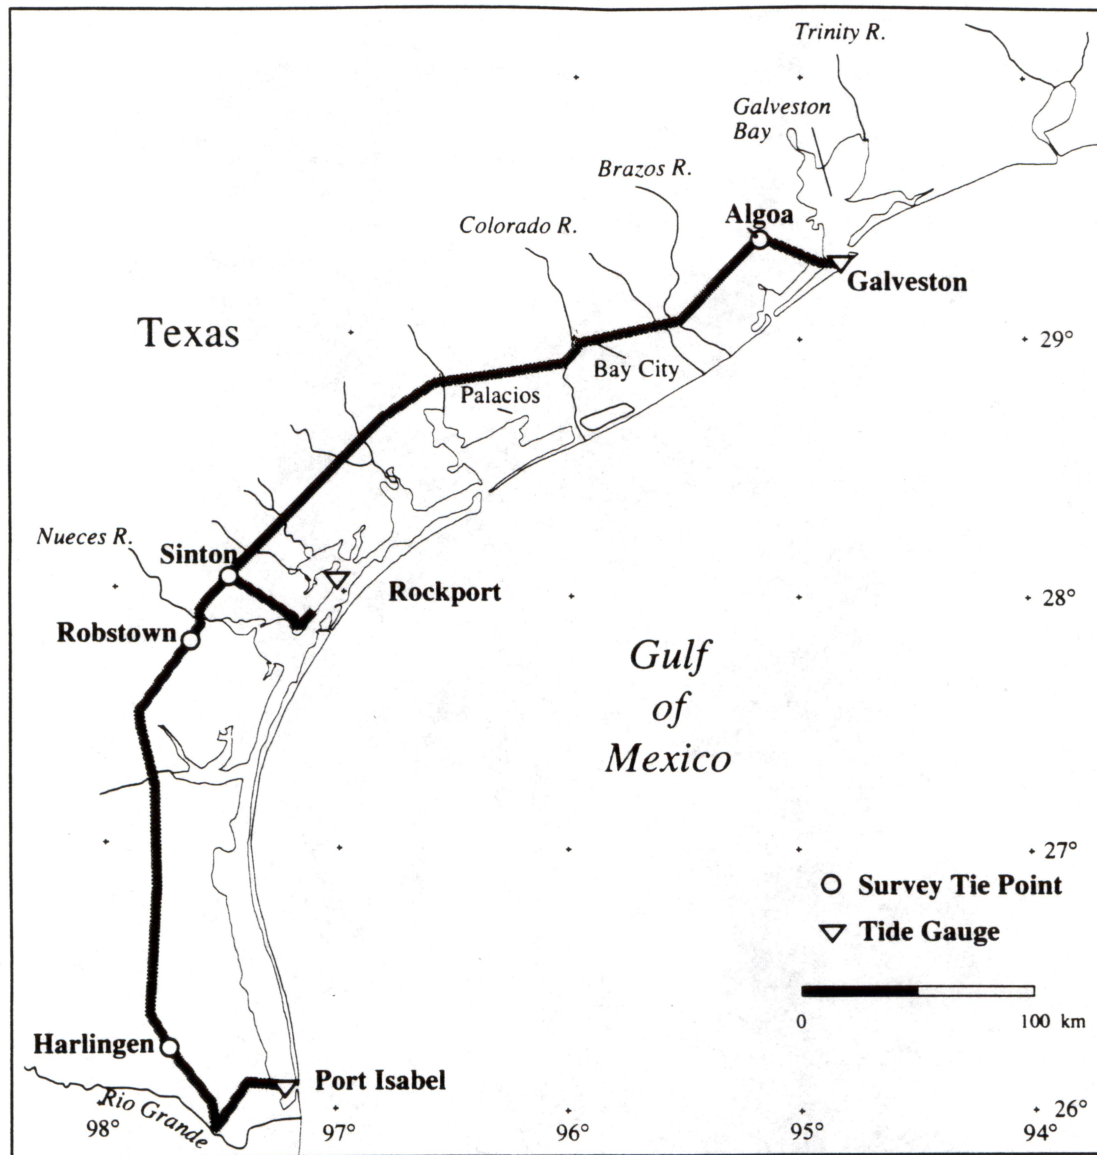 Trinity R.
Galveston
Bay
Brazos R.
Algoa
Colorado R.
Galveston
Texas
29°
Bay City
Palacios
Nueces R.
Sinton
Rockport
28°
Robstown
Gulf
of
Mexico
27°
Survey Tie Point
Tide Gauge
0
100 km
Harlingen
Port Isabel
Rio Grande
26°
98°
97°
96°
95°
94°